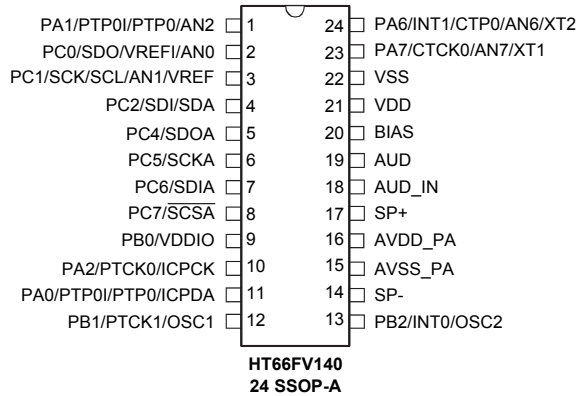 PA1/PTP0I/PTP0/AN2 1 24 PA6/INT1/CTP0/AN6/XT2
PC0/SDO/VREFI/AN0 2 23 PA7/CTCK0/AN7/XT1
PC1/SCK/SCL/AN1/VREF 3 22 VSS
PC2/SDI/SDA 4 21 VDD
PC4/SDOA 5 20 BIAS
PC5/SCKA 6 19 AUD
PC6/SDIA 7 18 AUD_IN
PC7/SCSA 8 17 SP+
PB0/VDDIO 9 16 AVDD_PA
PA2/PTCK0/ICPCK 10 15 AVSS_PA
PA0/PTP0I/PTP0/ICPDA 11 14 SP-
PB1/PTCK1/OSC1 12 13 PB2/INT0/OSC2
HT66FV140
24 SSOP-A